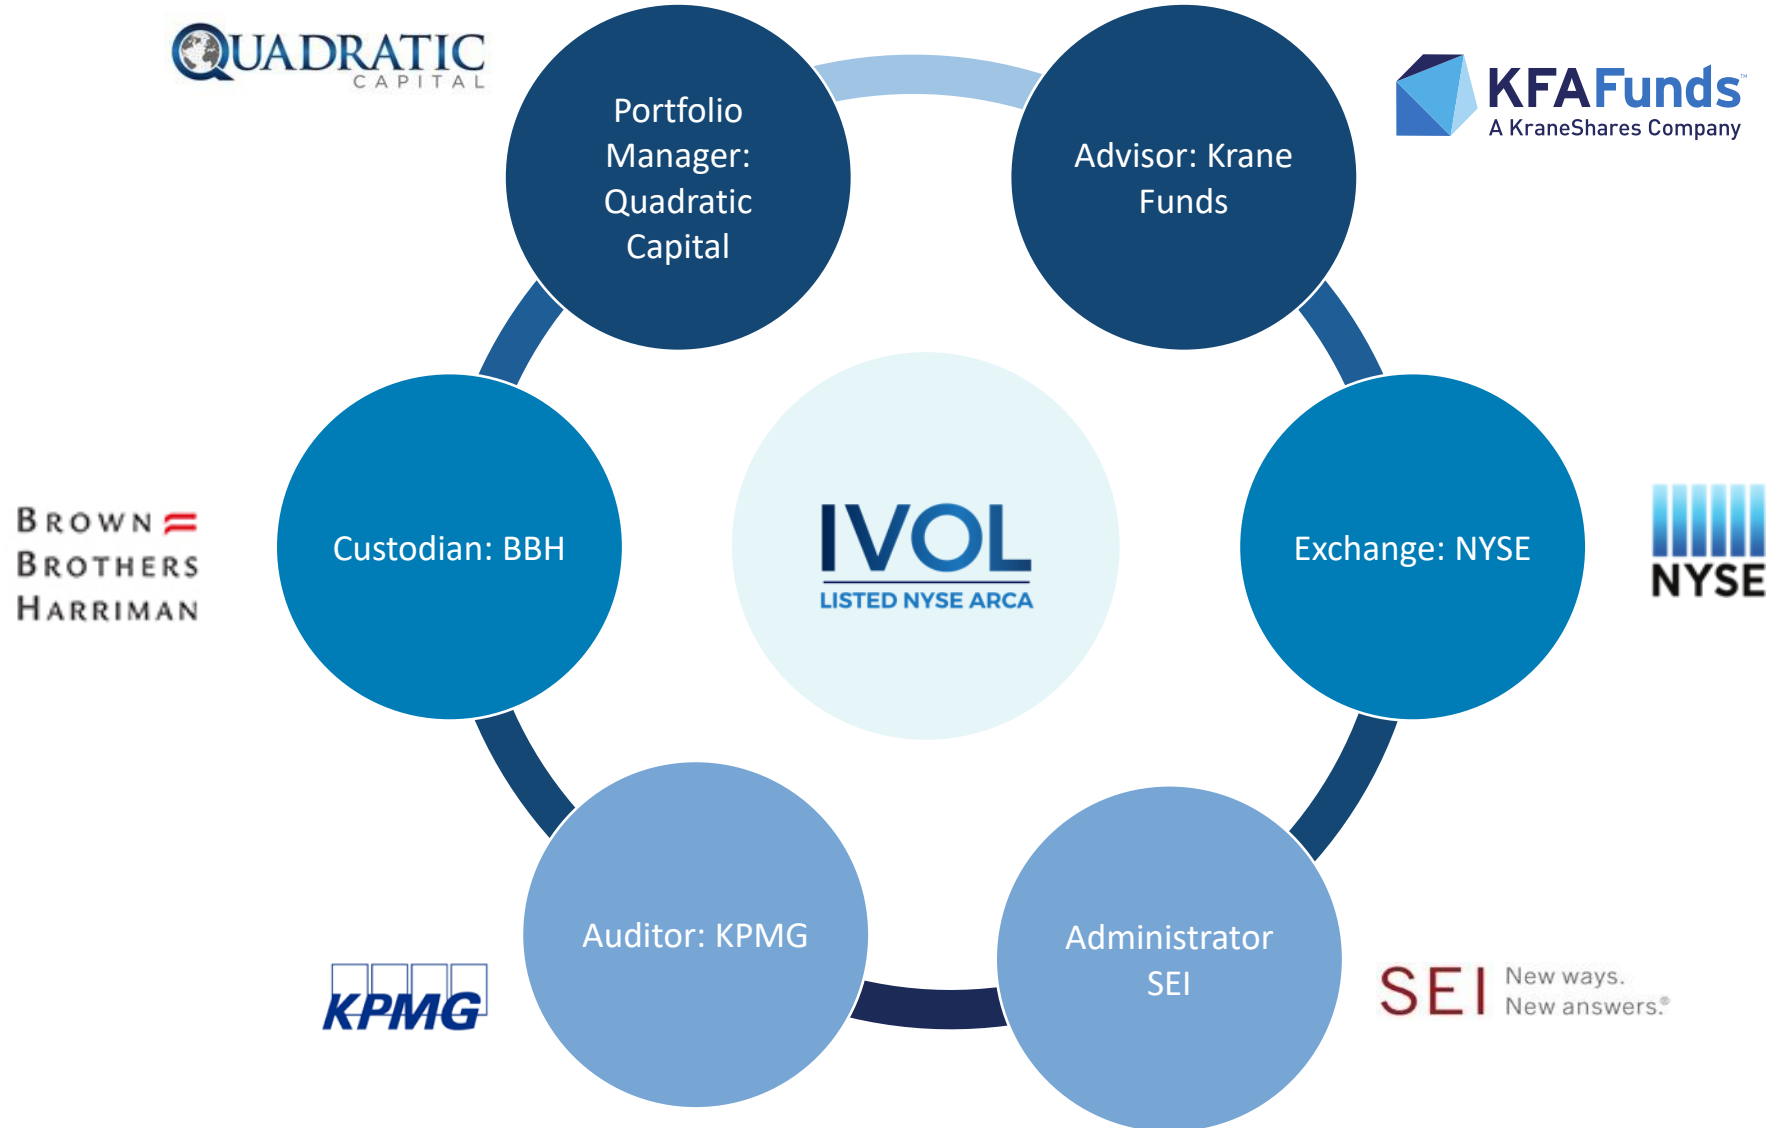 QUADRATIC
CAPITAL
Portfolio
Manager:
Quadratic
Capital
Advisor: Krane
Funds
KFAFunds™
A KraneShares Company
BROWN
BROTHERS
HARRIMAN
Custodian: BBH
IVOL
LISTED NYSE ARCA
Exchange: NYSE
NYSE
KPMG
Auditor: KPMG
Administrator
SEI
SEI
New ways.
New answers.®